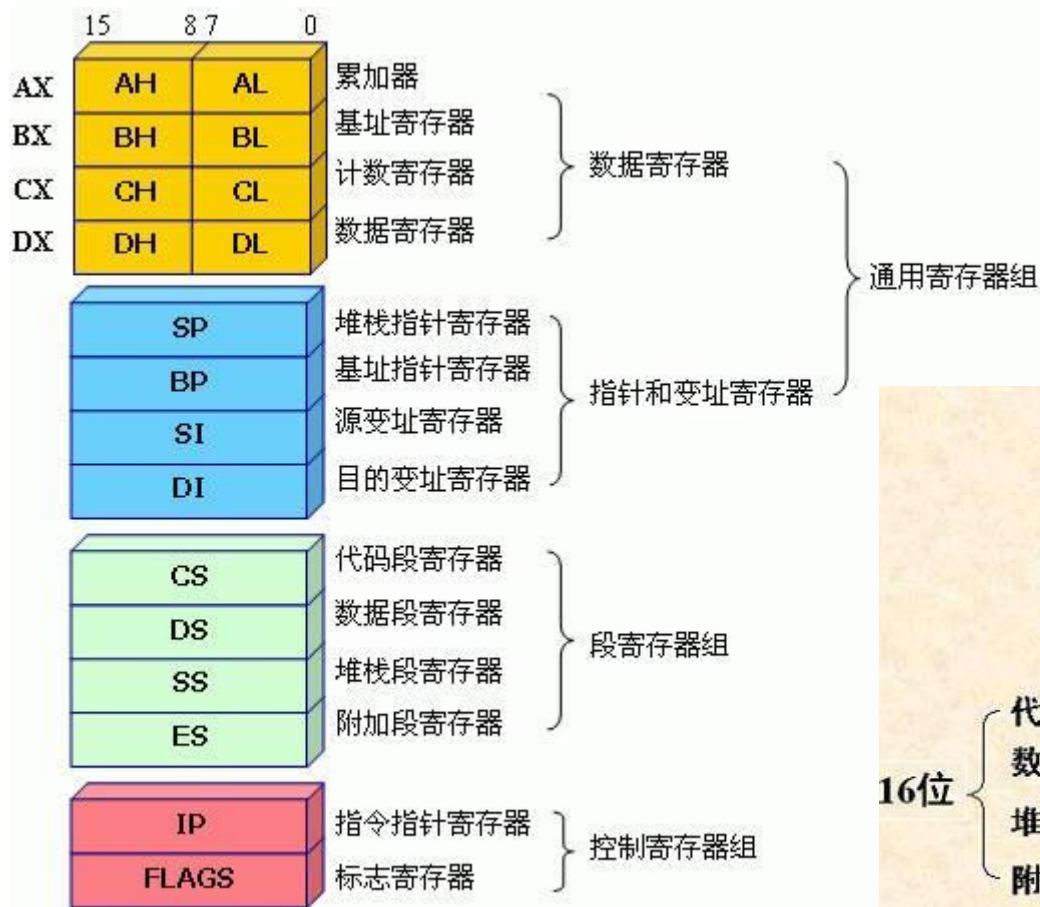 15 8 7 0
AX AH AL 累加器
BX BH BL 基址寄存器
CX CH CL 计数寄存器
DX DH DL 数据寄存器
数据寄存器
通用寄存器组
SP 堆栈指针寄存器
BP 基址指针寄存器
SI 源变址寄存器
DI 目的变址寄存器
指针和变址寄存器
CS 代码段寄存器
DS 数据段寄存器
SS 堆栈段寄存器
ES 附加段寄存器
段寄存器组
IP 指令指针寄存器
FLAGS 标志寄存器
控制寄存器组
16位
代
数
堆
附